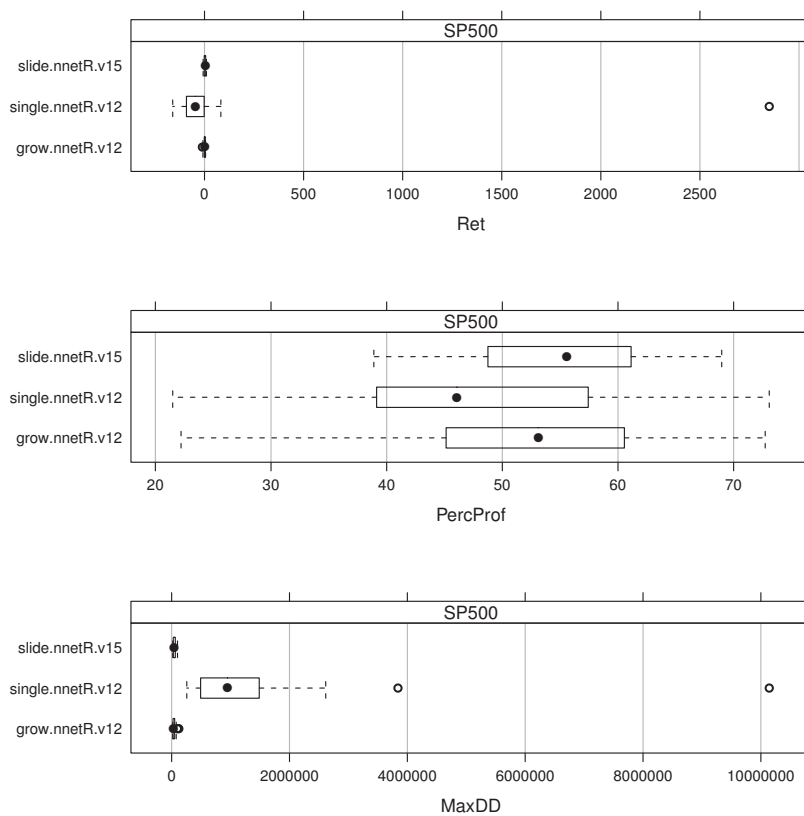 SP500
slide.nnetR.v15
single.nnetR.v12
grow.nnetR.v12
0 500 1000 1500 2000 2500
Ret
SP500
slide.nnetR.v15
single.nnetR.v12
grow.nnetR.v12
20 30 40 50 60 70
PercProf
SP500
slide.nnetR.v15
single.nnetR.v12
grow.nnetR.v12
0 2000000 4000000 6000000 8000000 10000000
MaxDD